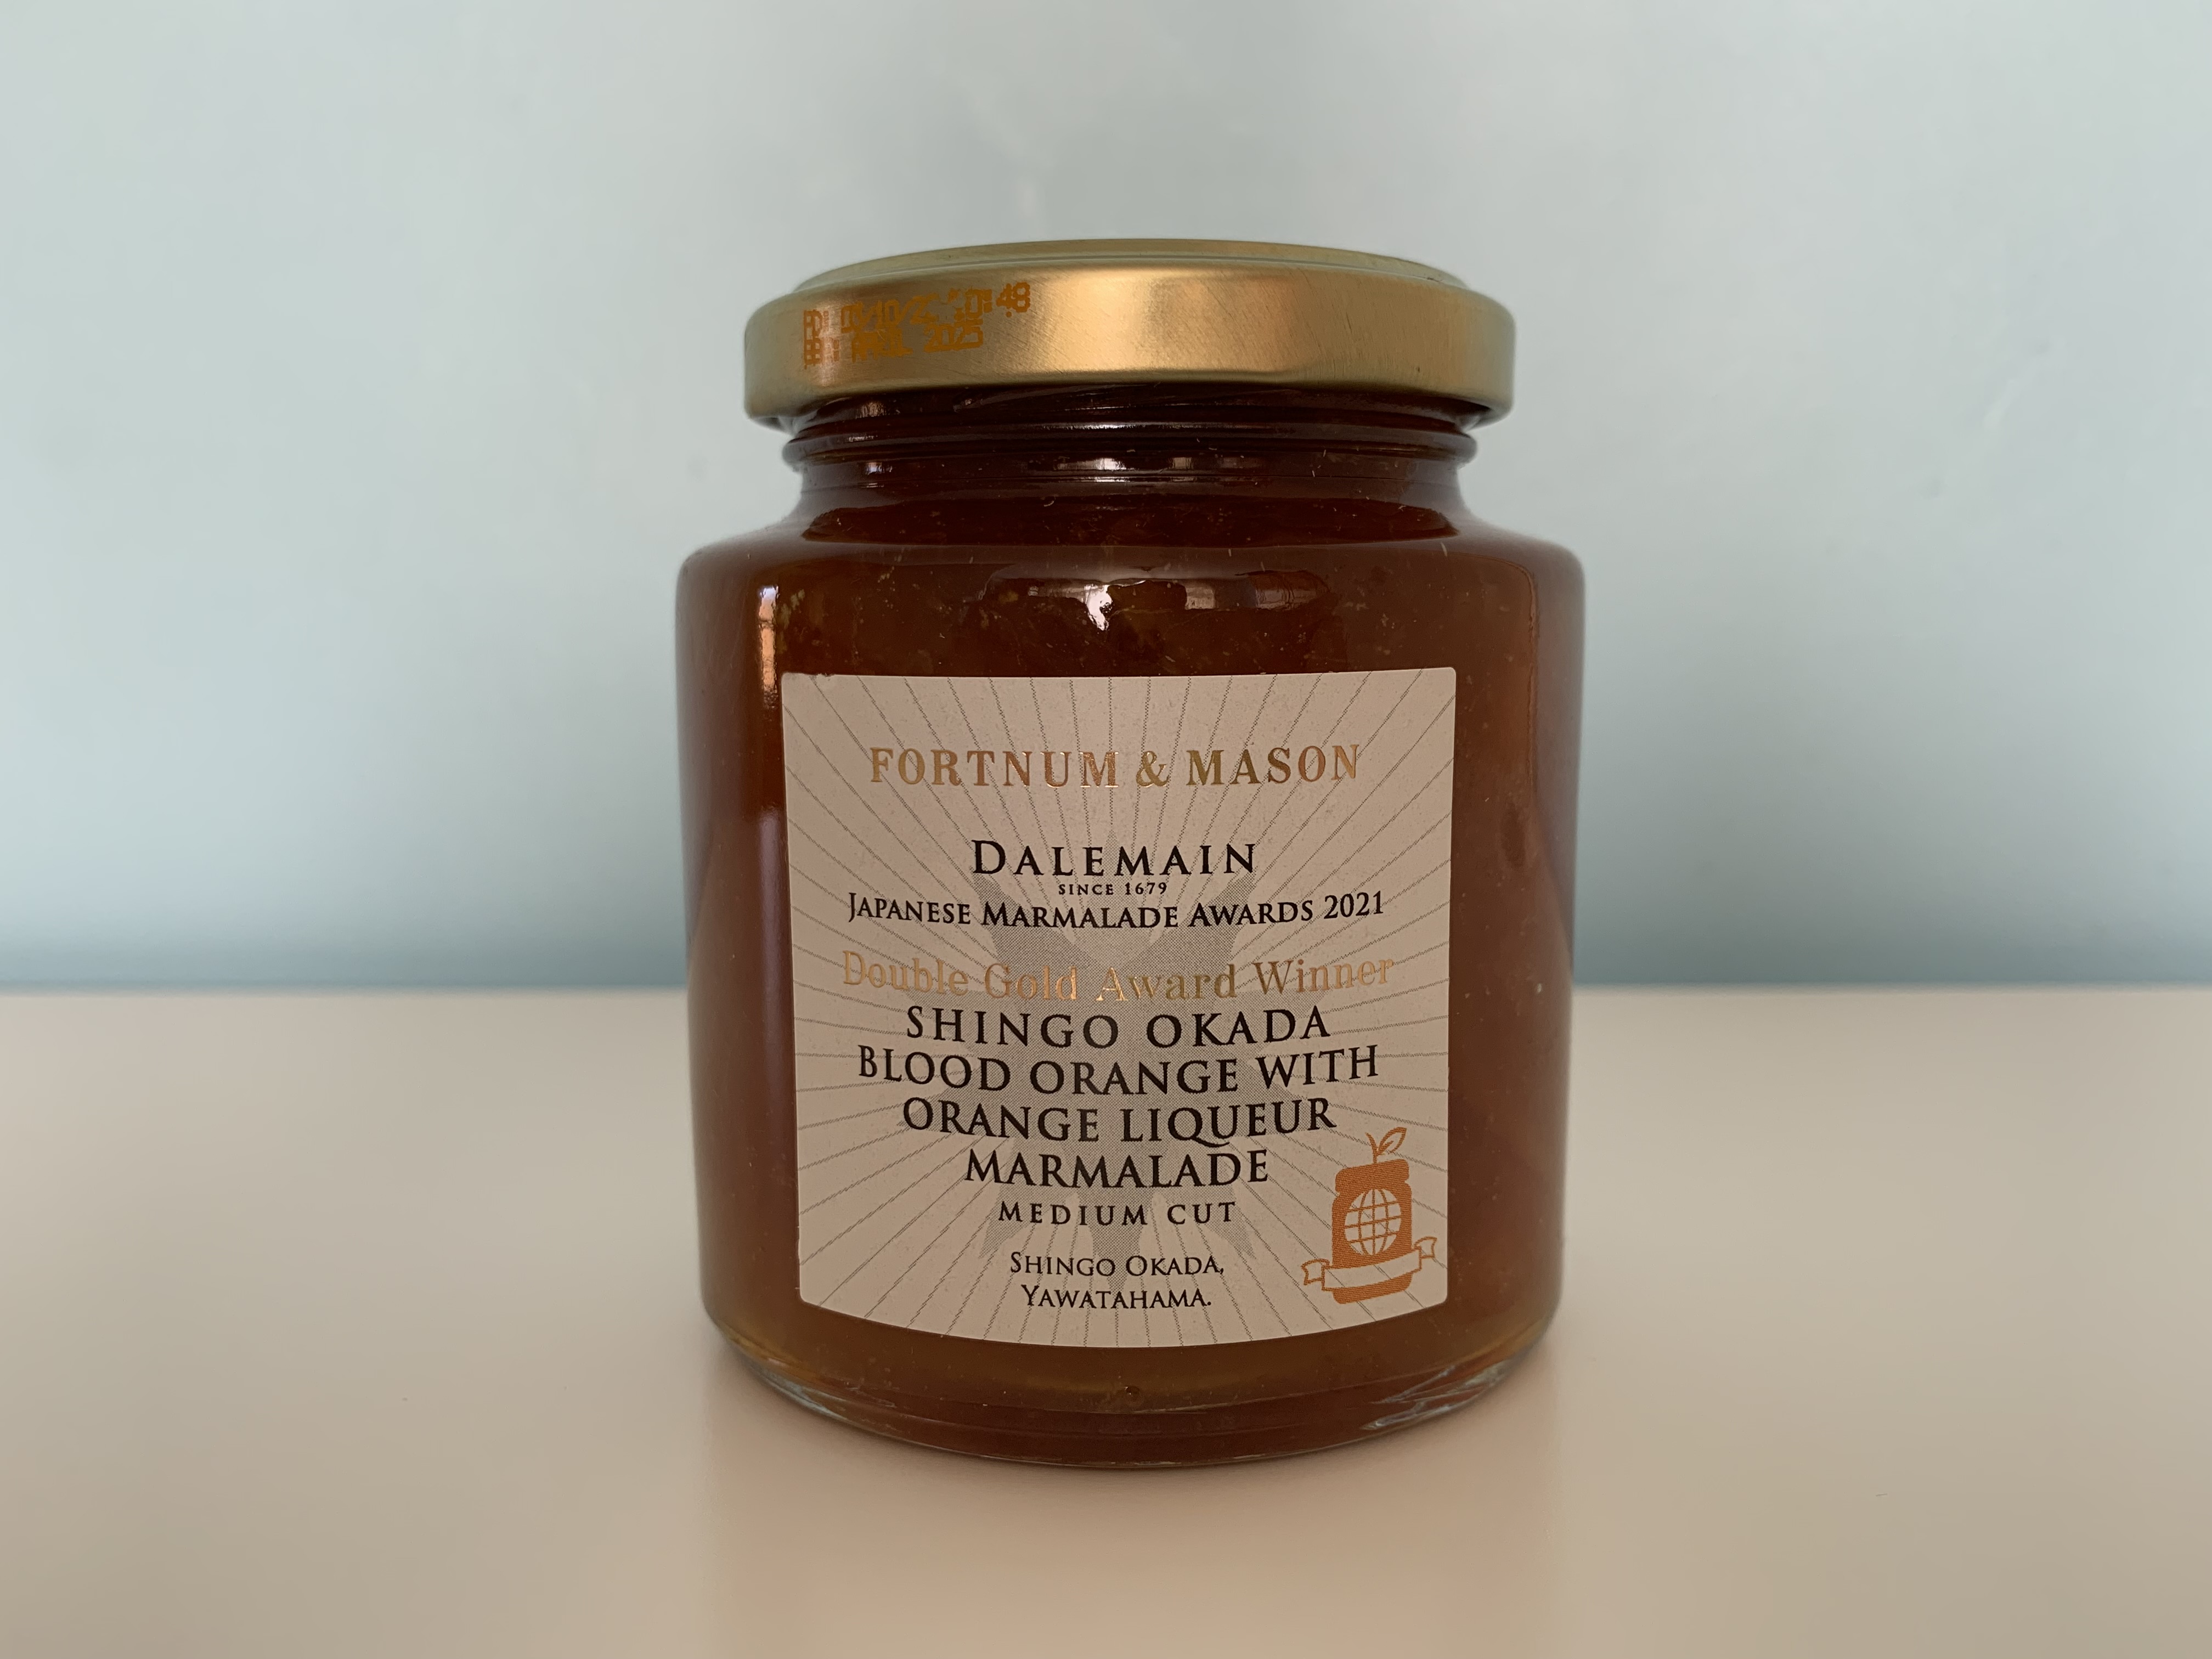 2025
FORTNUM & MASON
DALEMAIN
SINCE 1679
JAPANESE MARMALADE AWARDS 2021
Double Gold Award Winner
SHINGO OKADA
BLOOD ORANGE WITH
ORANGE LIQUEUR
MARMALADE
MEDIUM CUT
SHINGO OKADA,
YAWATAHAMA.